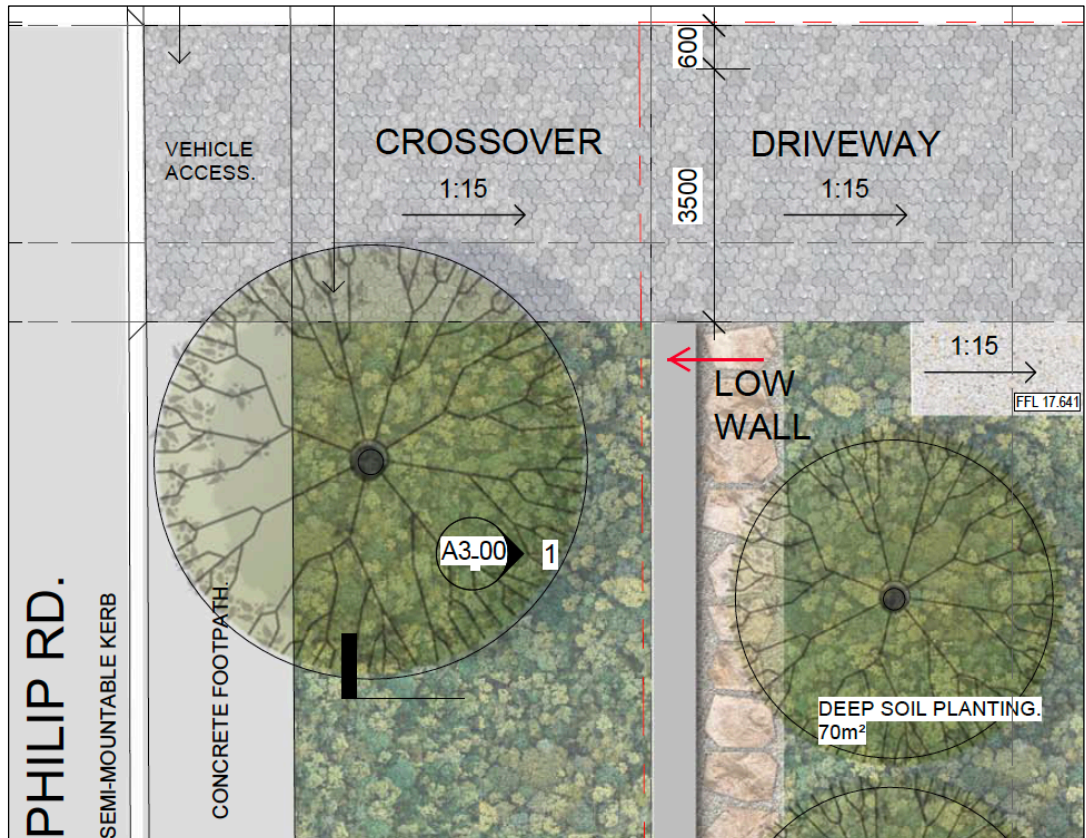 600
VEHICLE
ACCESS.
CROSSOVER
1:15
3500
DRIVEWAY
1:15
1:15
FFL 17.641
LOW
WALL
A3-00
1
DEEP SOIL PLANTING.
70m²
PHILIP RD.
SEMI-MOUNTABLE KERB
CONCRETE FOOTPATH.